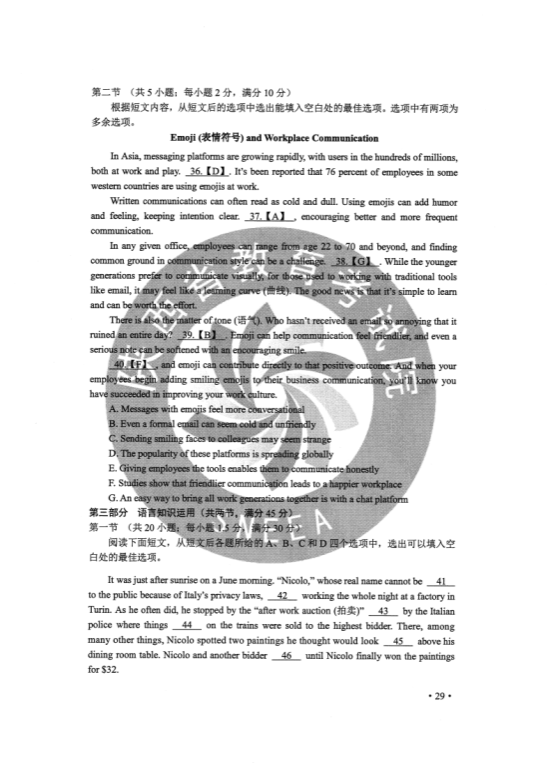 第二节 （共 5 小题；每小题 2 分，满分 10 分）
根据短文内容，从短文后的选项中选出能填入空白处的最佳选项。选项中有两项为
多余选项。
Emoji (表情符号) and Workplace Communication
In Asia, messaging platforms are growing rapidly, with users in the hundreds of millions,
both at work and play. 36.【D】. It's been reported that 76 percent of employees in some
western countries are using emojis at work.
Written communications can often read as cold and dull. Using emojis can add humor
and feeling, keeping intention clear. 37.【A】, encouraging better and more frequent
communication.
In any given office, employees can range from age 22 to 70 and beyond, and finding
common ground in communication style can be a challenge. 38.【G】. While the younger
generations prefer to communicate visually, for those used to working with traditional tools
like email, it may feel like a learning curve (曲线). The good news is that it's simple to learn
and can be worth the effort.
There is also the matter of tone (语气). Who hasn't received an email so annoying that it
ruined an entire day? 39.【B】. Emoji can help communication feel friendlier, and even a
serious note can be softened with an encouraging smile.
40.【F】, and emoji can contribute directly to that positive outcome. And when your
employees begin adding smiling emojis to their business communication, you'll know you
have succeeded in improving your work culture.
A. Messages with emojis feel more conversational
B. Even a formal email can seem cold and unfriendly
C. Sending smiling faces to colleagues may seem strange
D. The popularity of these platforms is spreading globally
E. Giving employees the tools enables them to communicate honestly
F. Studies show that friendlier communication leads to a happier workplace
G. An easy way to bring all work generations together is with a chat platform
第三部分 语言知识运用（共两节，满分 45 分）
第一节 （共 20 小题；每小题 1.5 分，满分 30 分）
阅读下面短文，从短文后各题所给的 A、B、C 和 D 四个选项中，选出可以填入空
白处的最佳选项。
It was just after sunrise on a June morning. "Nicolo," whose real name cannot be 41
to the public because of Italy's privacy laws, 42 working the whole night at a factory in
Turin. As he often did, he stopped by the "after work auction (拍卖)" 43 by the Italian
police where things 44 on the trains were sold to the highest bidder. There, among
many other things, Nicolo spotted two paintings he thought would look 45 above his
dining room table. Nicolo and another bidder 46 until Nicolo finally won the paintings
for $32.
·29·